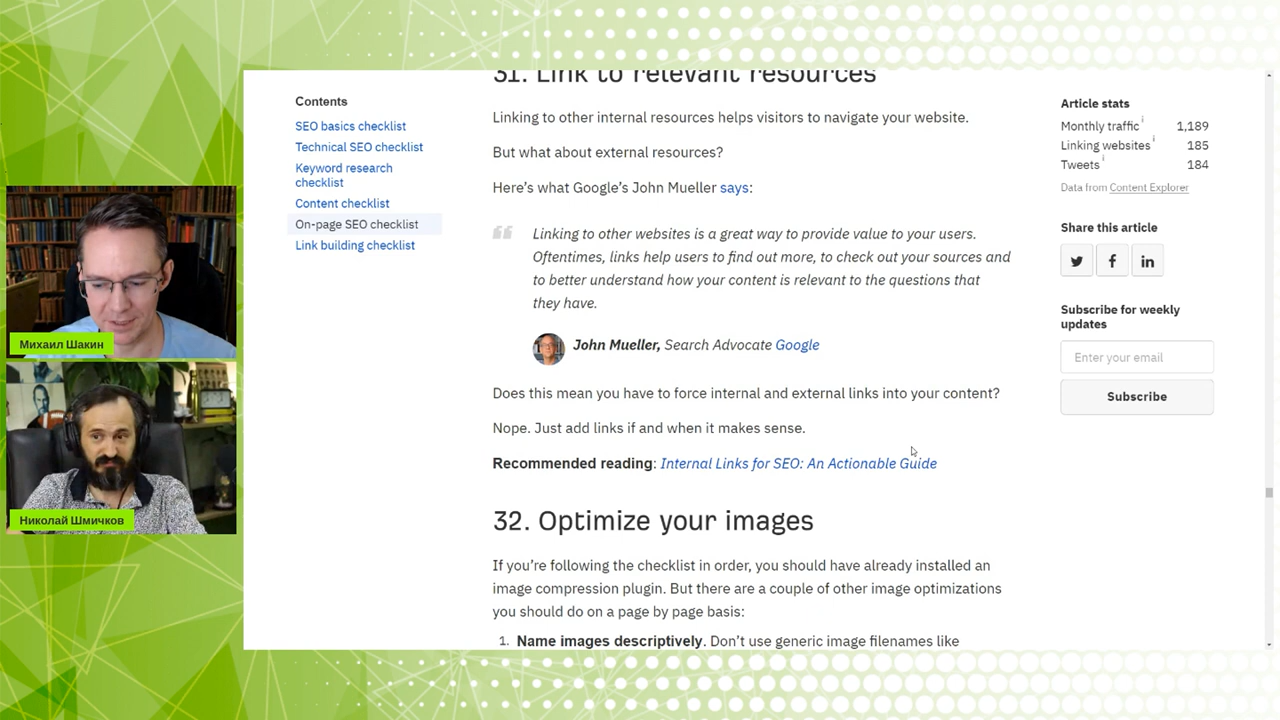 Contents
SEO basics checklist
Technical SEO checklist
Keyword research
checklist
Content checklist
On-page SEO checklist
Link building checklist
Михаил Шакин
Николай Шмичков
31. Link to relevant resources
Linking to other internal resources helps visitors to navigate your website.
But what about external resources?
Here's what Google's John Mueller says:
Linking to other websites is a great way to provide value to your users.
Oftentimes, links help users to find out more, to check out your sources and
to better understand how your content is relevant to the questions that
they have.
John Mueller, Search Advocate Google
Does this mean you have to force internal and external links into your content?
Nope. Just add links if and when it makes sense.
Recommended reading: Internal Links for SEO: An Actionable Guide
32. Optimize your images
If you're following the checklist in order, you should have already installed an
image compression plugin. But there are a couple of other image optimizations
you should do on a page by page basis:
1. Name images descriptively. Don't use generic image filenames like
Article stats
Monthly traffic i 1,189
Linking websites i 185
Tweets i 184
Data from Content Explorer
Share this article
Subscribe for weekly
updates
Enter your email
Subscribe